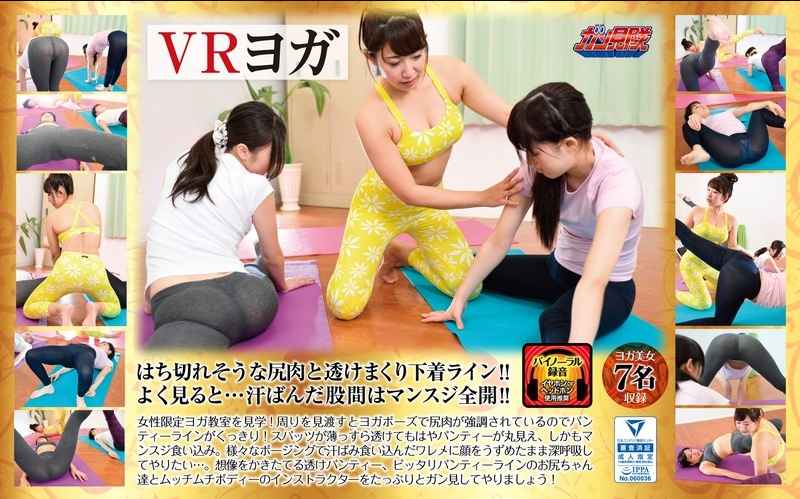 VRヨガ
ガン見隊
はち切れそうな尻肉と透けまくり下着ライン!!
よく見ると…汗ばんだ股間はマンスジ全開!!
バイノーラル
録音
イヤホンorヘッドホン
使用推奨
ヨガ美女
7名
収録
女性限定ヨガ教室を見学!周りを見渡すとヨガポーズで尻肉が強調されているのでパン
ティーラインがくっきり!スパッツが薄っすら透けてもはやパンティーが丸見え、しかもマ
ンスジ食い込み。様々なポージングで汗ばみ食い込んだワレメに顔をうずめたまま深呼吸
してやりたい…。想像をかきたてる透けパンティー、ピッタリパンティーラインのお尻ちゃん
達とムッチムチボディーのインストラクターをたっぷりとガン見してやりましょう!
審査済証
成人指定
IPPA
No.060036